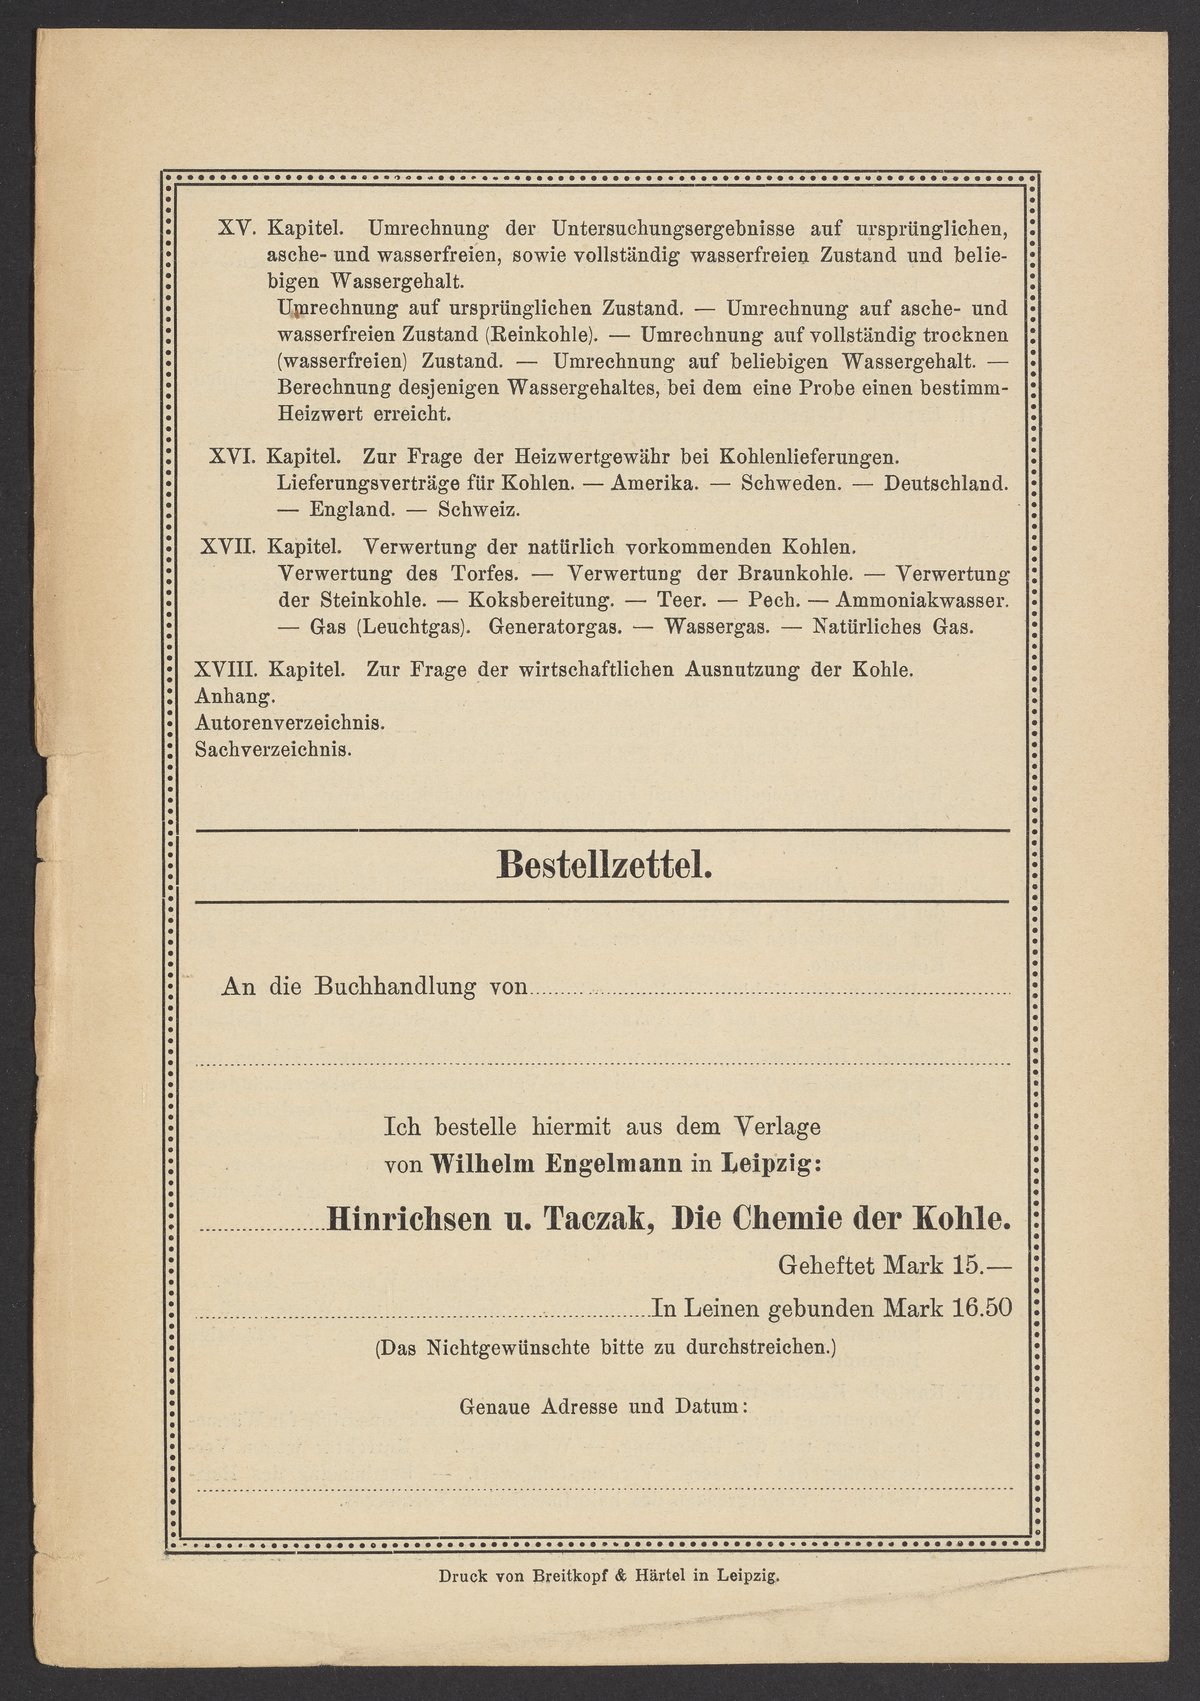 XV. Kapitel. Umrechnung der Untersuchungsergebnisse auf ursprünglichen,
asche- und wasserfreien, sowie vollständig wasserfreien Zustand und belie-
bigen Wassergehalt.
Umrechnung auf ursprünglichen Zustand. — Umrechnung auf asche- und
wasserfreien Zustand (Reinkohle). — Umrechnung auf vollständig trocknen
(wasserfreien) Zustand. — Umrechnung auf beliebigen Wassergehalt. —
Berechnung desjenigen Wassergehaltes, bei dem eine Probe einen bestimm-
Heizwert erreicht.
XVI. Kapitel. Zur Frage der Heizwertgewähr bei Kohlenlieferungen.
Lieferungsverträge für Kohlen. — Amerika. — Schweden. — Deutschland.
— England. — Schweiz.
XVII. Kapitel. Verwertung der natürlich vorkommenden Kohlen.
Verwertung des Torfes. — Verwertung der Braunkohle. — Verwertung
der Steinkohle. — Koksbereitung. — Teer. — Pech. — Ammoniakwasser.
— Gas (Leuchtgas). Generatorgas. — Wassergas. — Natürliches Gas.
XVIII. Kapitel. Zur Frage der wirtschaftlichen Ausnutzung der Kohle.
Anhang.
Autorenverzeichnis.
Sachverzeichnis.
Bestellzettel.
An die Buchhandlung von
Ich bestelle hiermit aus dem Verlage
von Wilhelm Engelmann in Leipzig:
Hinrichsen u. Taczak, Die Chemie der Kohle.
Geheftet Mark 15.—
In Leinen gebunden Mark 16.50
(Das Nichtgewünschte bitte zu durchstreichen.)
Genaue Adresse und Datum:
Druck von Breitkopf & Härtel in Leipzig.